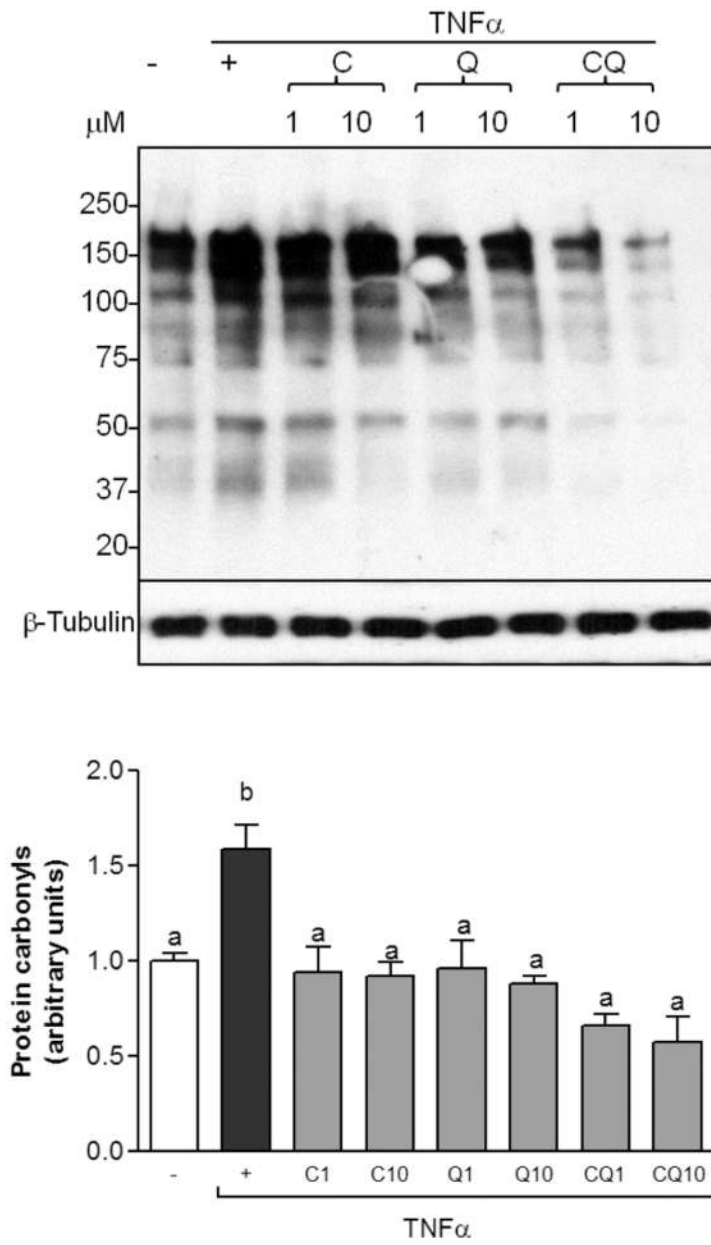 TNFα
- + C Q CQ
μM 1 10 1 10 1 10
250
150
100
75
50
37
20
β-Tubulin
2.0
1.5
1.0
0.5
0.0
Protein carbonyls
(arbitrary units)
a b a a a a a a
- + C1 C10 Q1 Q10 CQ1 CQ10
TNFα